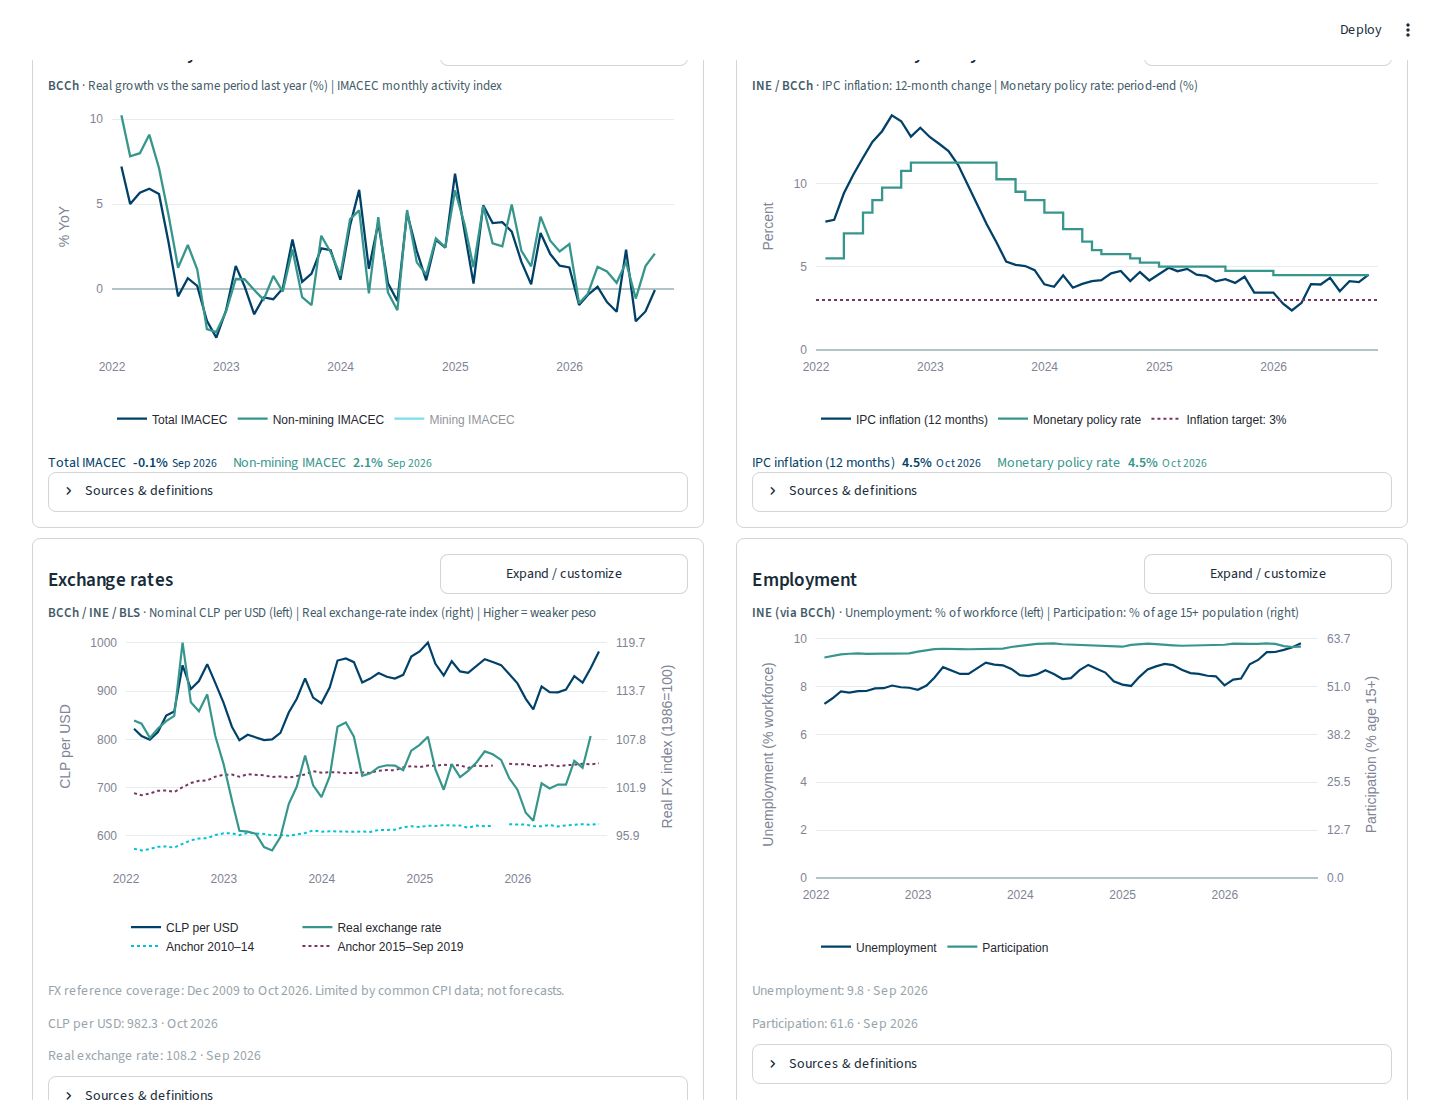 Deploy
BCCh · Real growth vs the same period last year (%) | IMACEC monthly activity index
10
5
0
% YoY
2022 2023 2024 2025 2026
Total IMACEC Non-mining IMACEC Mining IMACEC
Total IMACEC -0.1% Sep 2026 Non-mining IMACEC 2.1% Sep 2026
Sources & definitions
INE / BCCh · IPC inflation: 12-month change | Monetary policy rate: period-end (%)
10
5
0
Percent
2022 2023 2024 2025 2026
IPC inflation (12 months) Monetary policy rate Inflation target: 3%
IPC inflation (12 months) 4.5% Oct 2026 Monetary policy rate 4.5% Oct 2026
Sources & definitions
Exchange rates
Expand / customize
BCCh / INE / BLS · Nominal CLP per USD (left) | Real exchange-rate index (right) | Higher = weaker peso
1000 119.7
900 113.7
800 107.8
700 101.9
600 95.9
CLP per USD
Real FX index (1986=100)
2022 2023 2024 2025 2026
CLP per USD Real exchange rate
Anchor 2010–14 Anchor 2015–Sep 2019
FX reference coverage: Dec 2009 to Oct 2026. Limited by common CPI data; not forecasts.
CLP per USD: 982.3 · Oct 2026
Real exchange rate: 108.2 · Sep 2026
Sources & definitions
Employment
Expand / customize
INE (via BCCh) · Unemployment: % of workforce (left) | Participation: % of age 15+ population (right)
10 63.7
8 51.0
6 38.2
4 25.5
2 12.7
0 0.0
Unemployment (% workforce)
Participation (% age 15+)
2022 2023 2024 2025 2026
Unemployment Participation
Unemployment: 9.8 · Sep 2026
Participation: 61.6 · Sep 2026
Sources & definitions